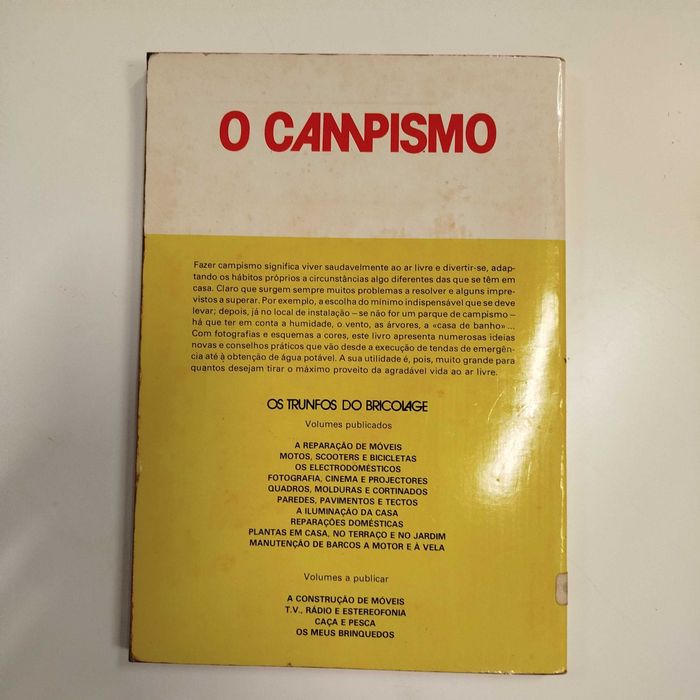 O CAMPISMO
Fazer campismo significa viver saudavelmente ao ar livre e divertir-se, adap-
tando os hábitos próprios a circunstâncias algo diferentes das que se têm em
casa. Claro que surgem sempre muitos problemas a resolver e alguns impre-
vistos a superar. Por exemplo, a escolha do mínimo indispensável que se deve
levar; depois, já no local de instalação – se não for um parque de campismo –
há que ter em conta a humidade, o vento, as árvores, a «casa de banho»...
Com fotografias e esquemas a cores, este livro apresenta numerosas ideias
novas e conselhos práticos que vão desde a execução de tendas de emergên-
cia até à obtenção de água potável. A sua utilidade é, pois, muito grande para
quantos desejam tirar o máximo proveito da agradável vida ao ar livre.
OS TRUNFOS DO BRICOLAGE
Volumes publicados
A REPARAÇÃO DE MÓVEIS
MOTOS, SCOOTERS E BICICLETAS
OS ELECTRODOMÉSTICOS
FOTOGRAFIA, CINEMA E PROJECTORES
QUADROS, MOLDURAS E CORTINADOS
PAREDES, PAVIMENTOS E TECTOS
A ILUMINAÇÃO DA CASA
REPARAÇÕES DOMÉSTICAS
PLANTAS EM CASA, NO TERRAÇO E NO JARDIM
MANUTENÇÃO DE BARCOS A MOTOR E À VELA
Volumes a publicar
A CONSTRUÇÃO DE MÓVEIS
T.V., RÁDIO E ESTEREOFONIA
CAÇA E PESCA
OS MEUS BRINQUEDOS